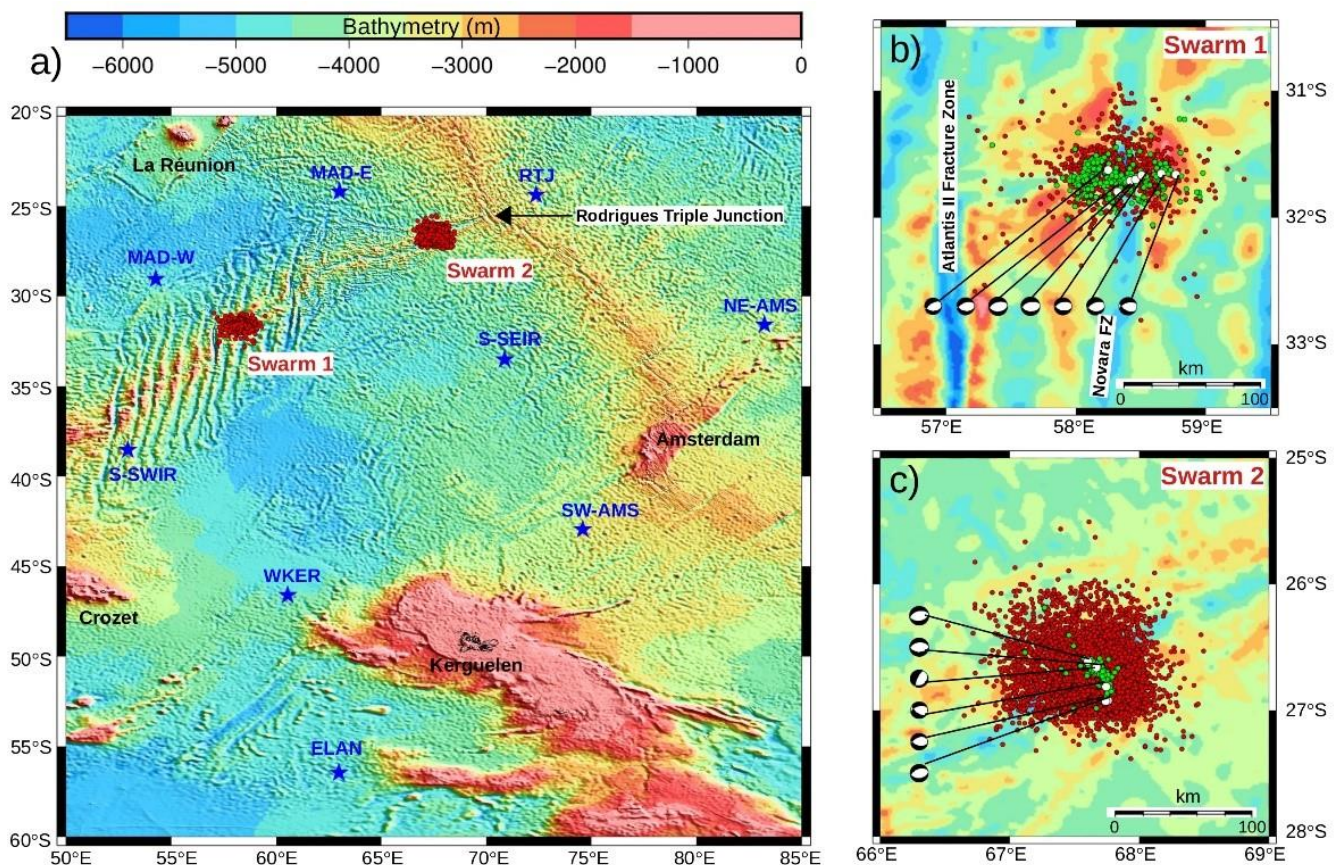 Bathymetry (m)
−6000 −5000 −4000 −3000 −2000 −1000 0
a)
20°S
25°S
30°S
35°S
40°S
45°S
50°S
55°S
60°S
50°E 55°E 60°E 65°E 70°E 75°E 80°E 85°E
La Réunion
MAD-E
RTJ
Rodrigues Triple Junction
MAD-W
Swarm 2
Swarm 1
NE-AMS
S-SEIR
Amsterdam
S-SWIR
SW-AMS
WKER
Crozet
Kerguelen
ELAN
b)
Swarm 1
Atlantis II Fracture Zone
Novara FZ
km
0 100
31°S
32°S
33°S
57°E 58°E 59°E
c)
Swarm 2
25°S
26°S
27°S
28°S
km
0 100
66°E 67°E 68°E 69°E